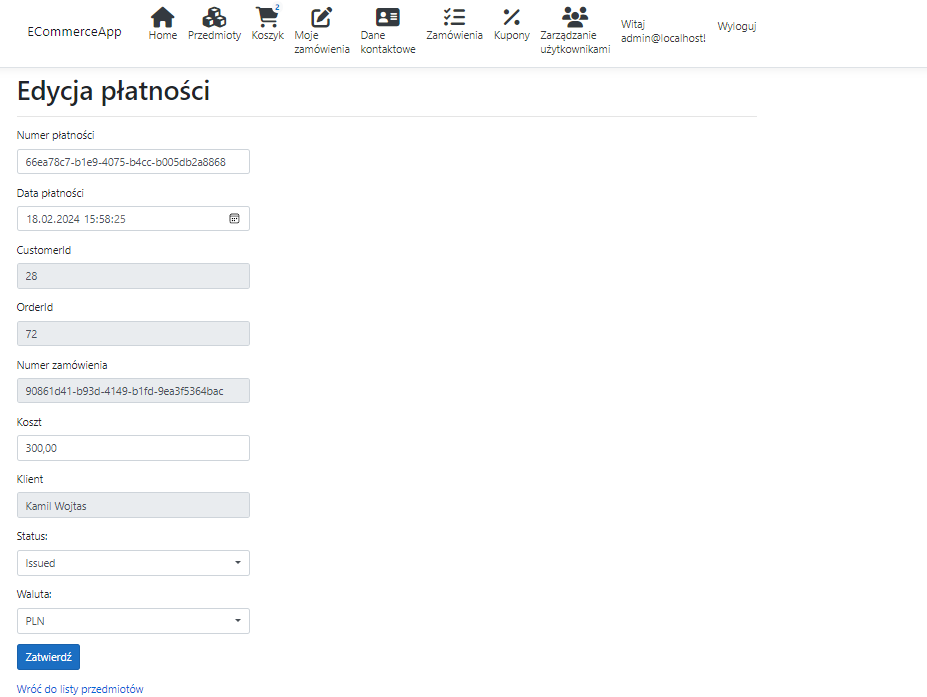 ECommerceApp
Home
Przedmioty
2
Koszyk
Moje
zamówienia
Dane
kontaktowe
Zamówienia
Kupony
Zarządzanie
użytkownikami
Witaj
admin@localhost!
Wyloguj
Edycja płatności
Numer płatności
66ea78c7-b1e9-4075-b4cc-b005db2a8868
Data płatności
18.02.2024 15:58:25
CustomerId
28
OrderId
72
Numer zamówienia
90861d41-b93d-4149-b1fd-9ea3f5364bac
Koszt
300,00
Klient
Kamil Wojtas
Status:
Issued
Waluta:
PLN
Zatwierdź
Wróć do listy przedmiotów